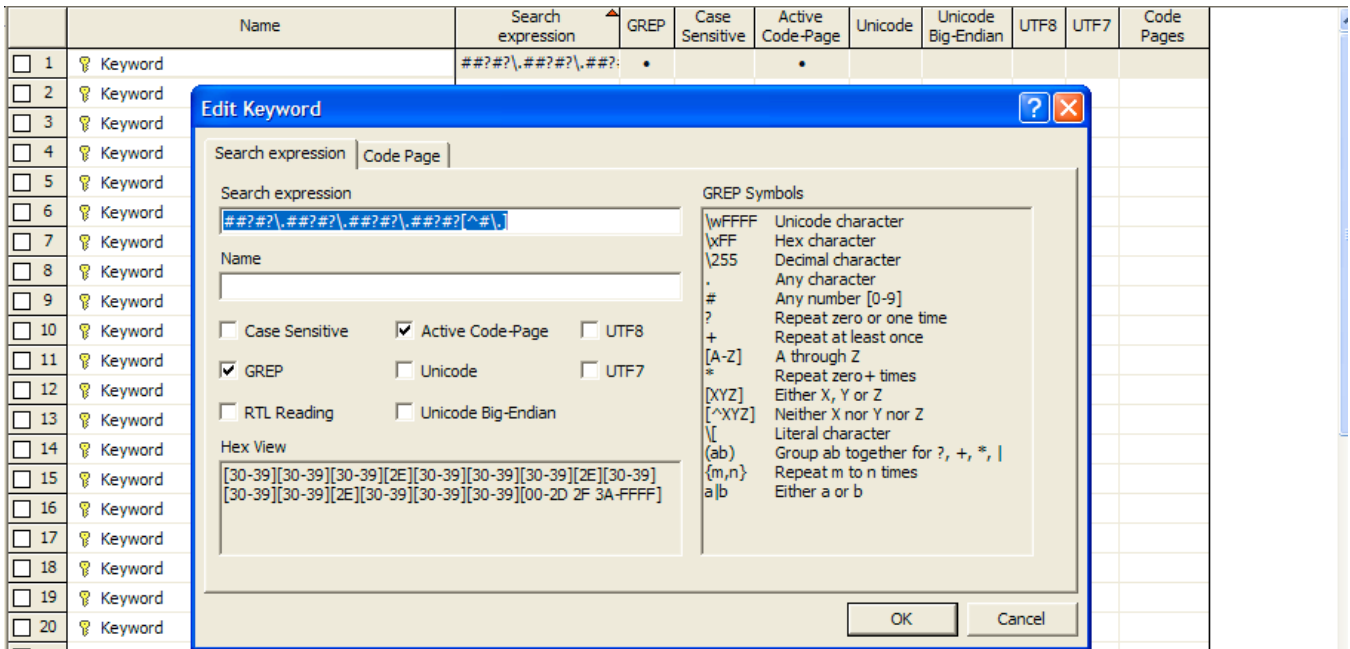 Name Search expression GREP Case Sensitive Active Code-Page Unicode Unicode Big-Endian UTF8 UTF7 Code Pages
1 Keyword ##?#?\.##?#?\.##?: • •
2 Keyword
3 Keyword
4 Keyword
5 Keyword
6 Keyword
7 Keyword
8 Keyword
9 Keyword
10 Keyword
11 Keyword
12 Keyword
13 Keyword
14 Keyword
15 Keyword
16 Keyword
17 Keyword
18 Keyword
19 Keyword
20 Keyword
Edit Keyword
Search expression Code Page
Search expression
##?#?\.##?#?\.##?#?\.##?#?[^#\.]
Name
Case Sensitive Active Code-Page UTF8
GREP Unicode UTF7
RTL Reading Unicode Big-Endian
Hex View
[30-39][30-39][30-39][2E][30-39][30-39][30-39][2E][30-39]
[30-39][30-39][2E][30-39][30-39][30-39][00-2D 2F 3A-FFFF]
GREP Symbols
\wFFFF Unicode character
\xFF Hex character
\255 Decimal character
. Any character
# Any number [0-9]
? Repeat zero or one time
+ Repeat at least once
[A-Z] A through Z
* Repeat zero+ times
[XYZ] Either X, Y or Z
[^XYZ] Neither X nor Y nor Z
\[ Literal character
(ab) Group ab together for ?, +, *, |
{m,n} Repeat m to n times
a|b Either a or b
OK Cancel